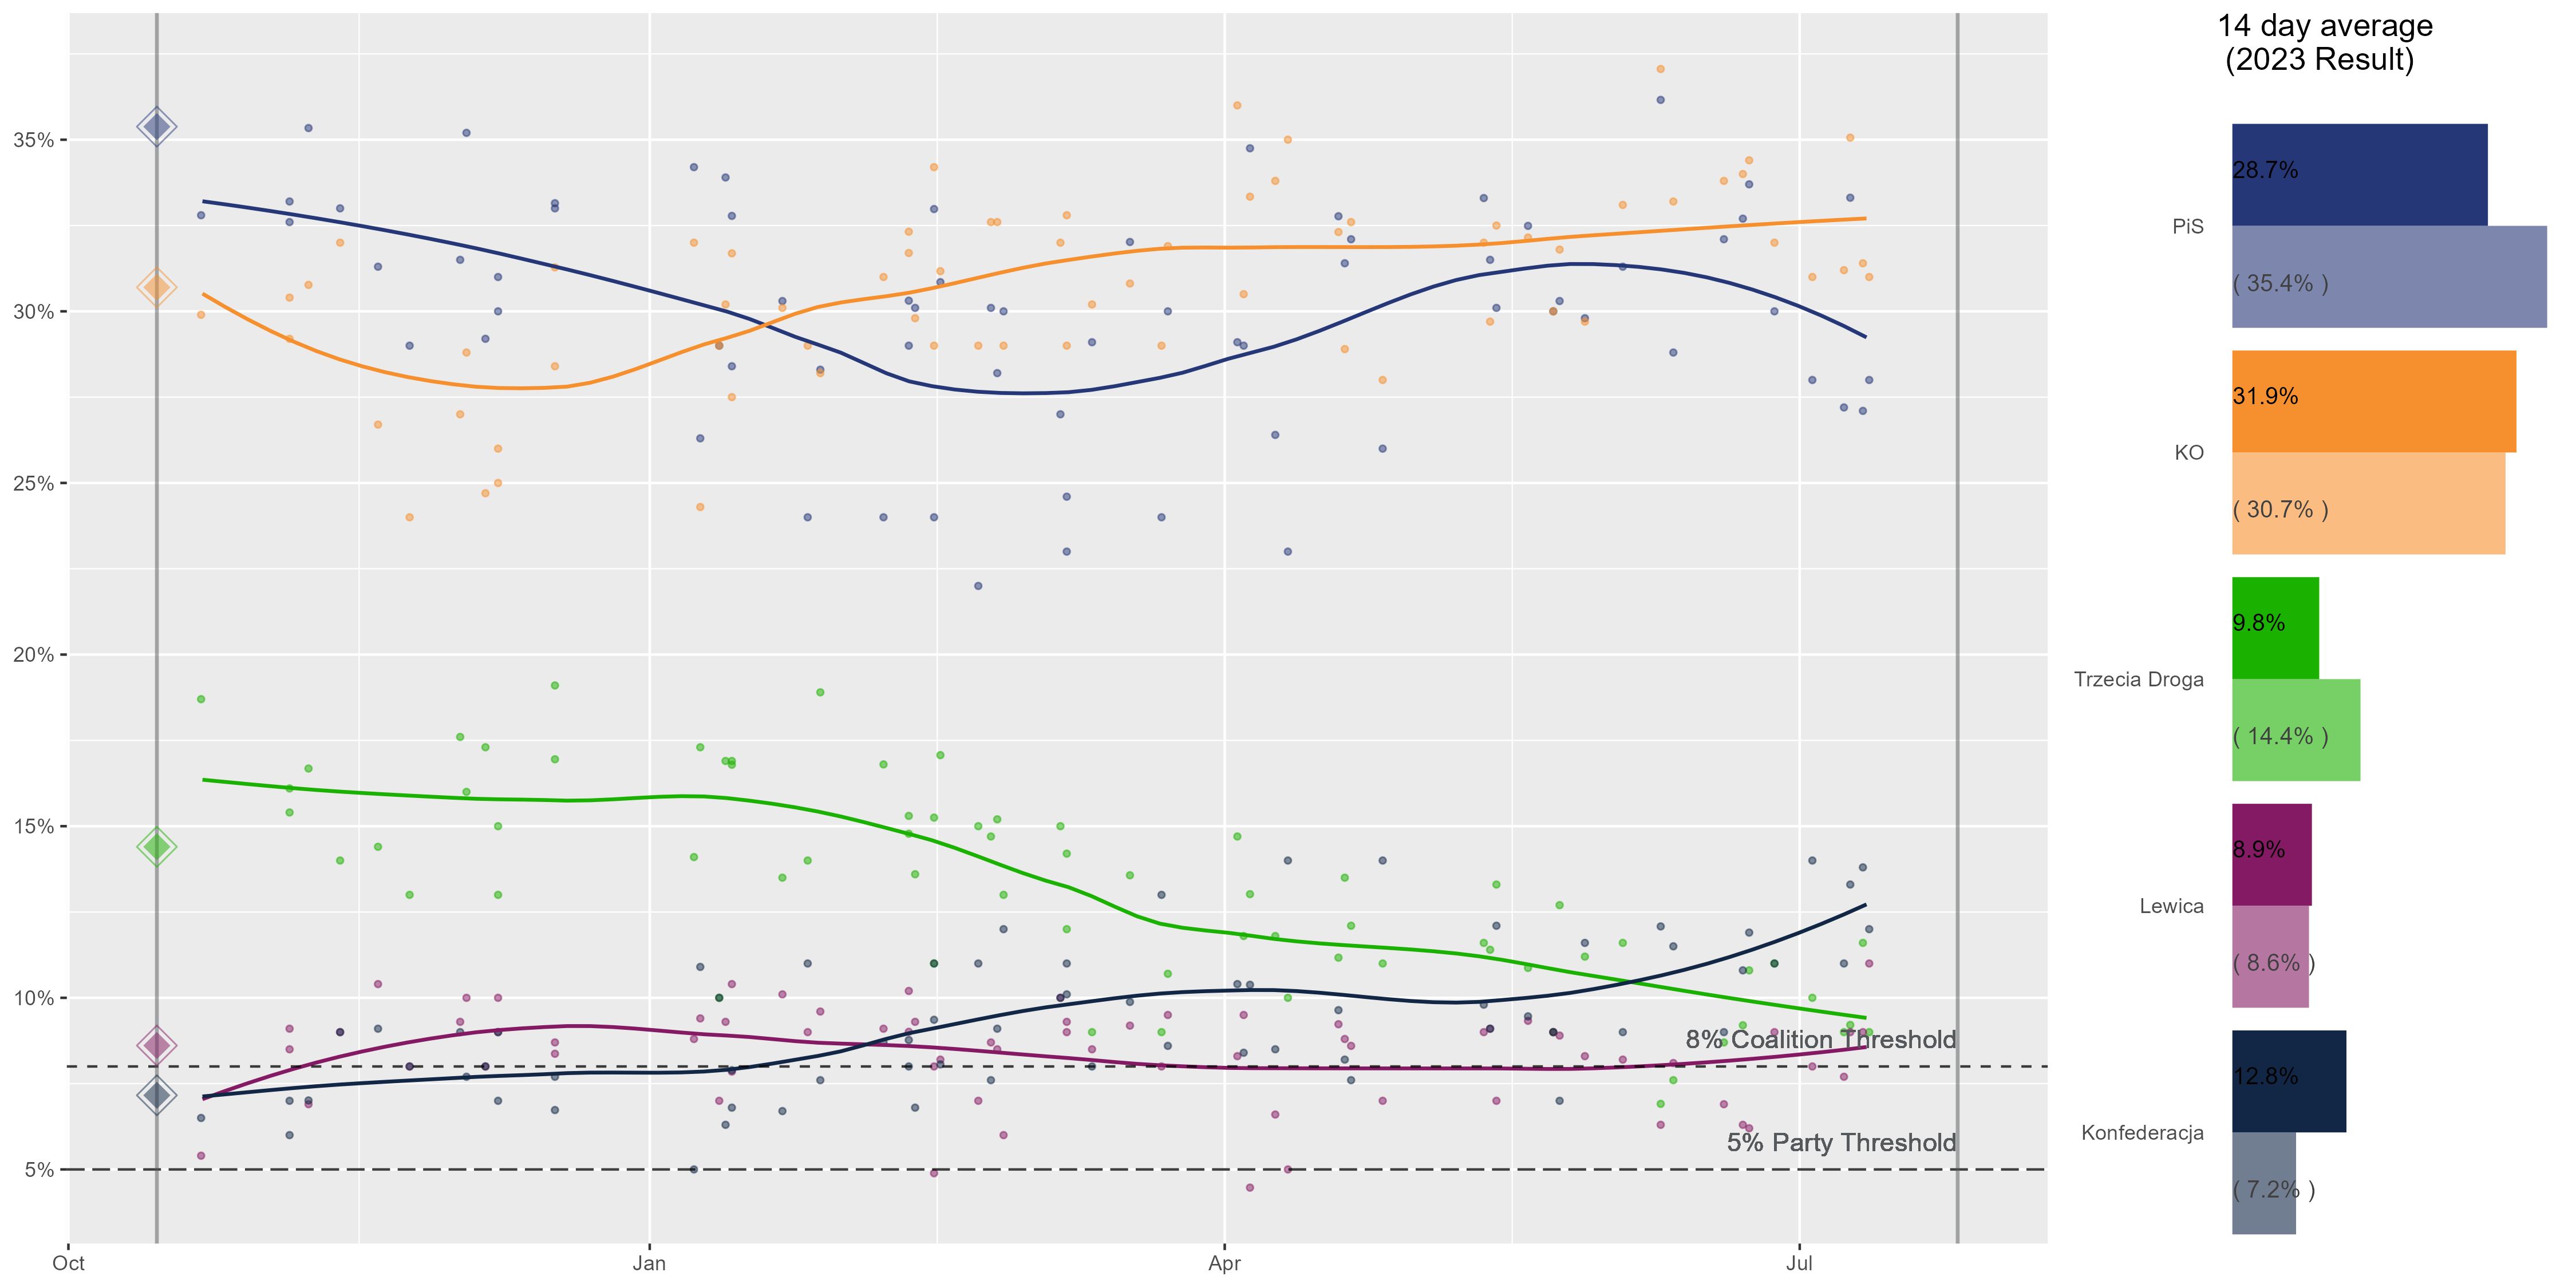 14 day average
(2023 Result)
35%
30%
25%
20%
15%
10%
5%
8% Coalition Threshold
5% Party Threshold
Oct
Jan
Apr
Jul
PiS
28.7%
( 35.4% )
KO
31.9%
( 30.7% )
Trzecia Droga
9.8%
( 14.4% )
Lewica
8.9%
( 8.6% )
Konfederacja
12.8%
( 7.2% )